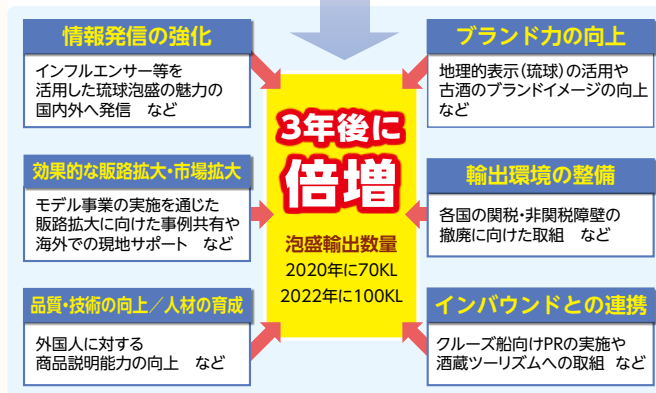 情報発信の強化
インフルエンサー等を
活用した琉球泡盛の魅力の
国内外へ発信 など
効果的な販路拡大・市場拡大
モデル事業の実施を通じた
販路拡大に向けた事例共有や
海外での現地サポート など
品質・技術の向上／人材の育成
外国人に対する
商品説明能力の向上 など
3年後に
倍増
泡盛輸出数量
2020年に70KL
2022年に100KL
ブランド力の向上
地理的表示（琉球）の活用や
古酒のブランドイメージの向上
など
輸出環境の整備
各国の関税・非関税障壁の
撤廃に向けた取組 など
インバウンドとの連携
クルーズ船向けPRの実施や
酒蔵ツーリズムへの取組 など